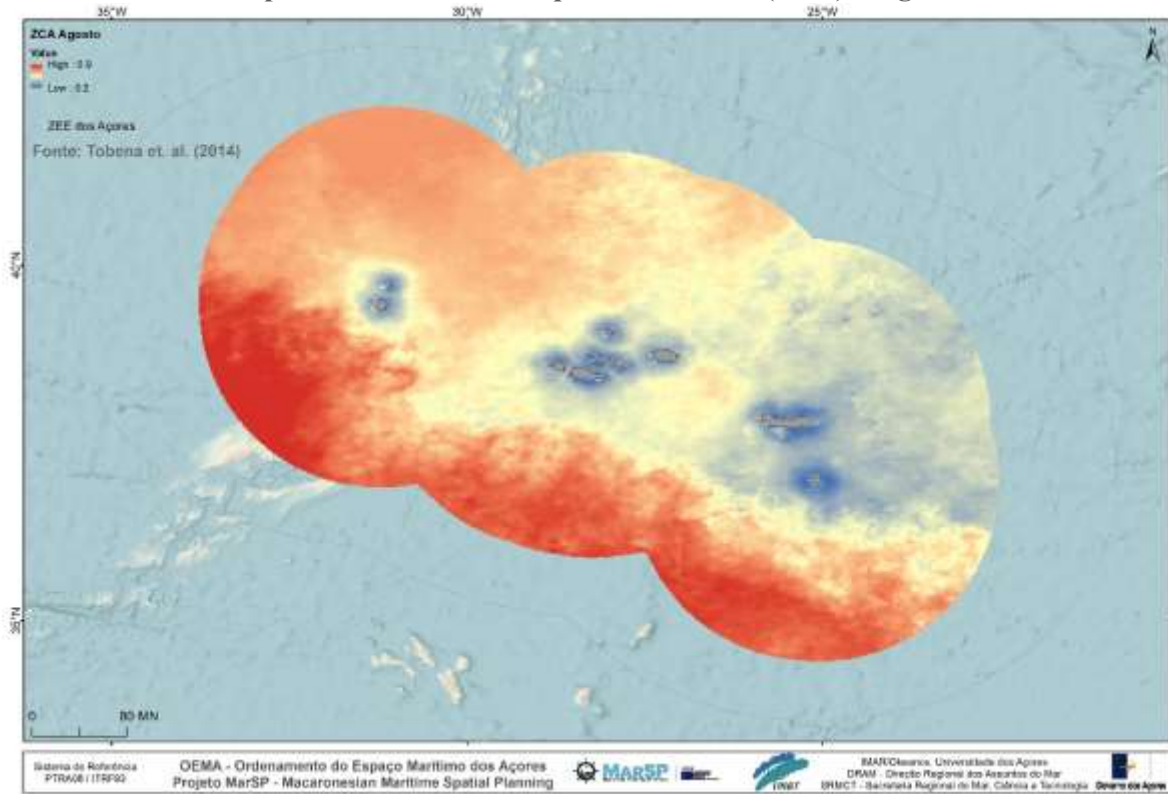 35°W 30°W 25°W
ZCA Agosto
Value
High : 0.9
Low : 0.2
ZEE dos Açores
Fonte: Tobena et. al. (2014)
N
40°N
35°N
0 80 MN
Sistema de Referência
PTRA08 / ITRF93
OEMA - Ordenamento do Espaço Marítimo dos Açores
Projeto MarSP - Macaronesian Maritime Spatial Planning
MARSP
IMAR
IMAR/Okeanos, Universidade dos Açores
DRAM - Direção Regional dos Assuntos do Mar
SRMCT - Secretaria Regional do Mar, Ciência e Tecnologia
Governo dos Açores